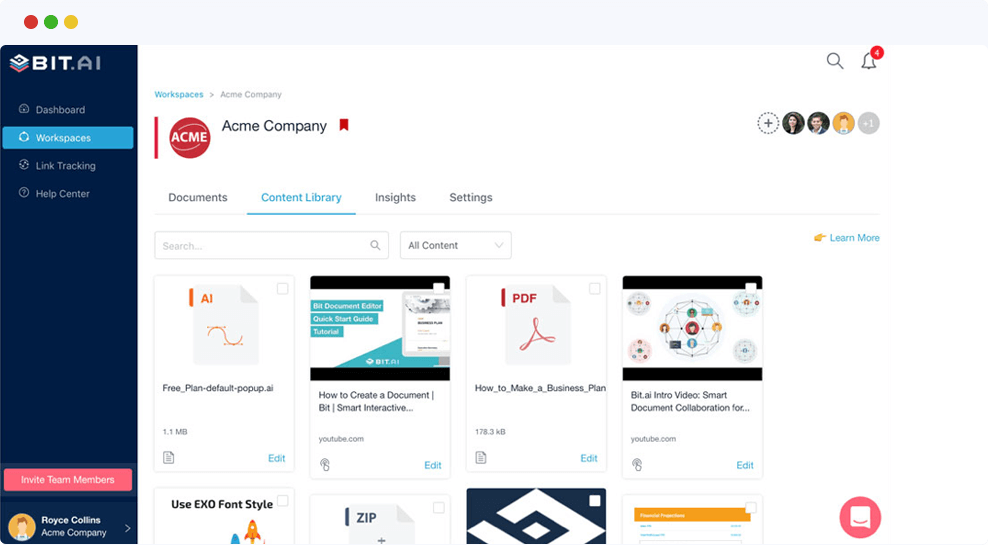 BIT.AI
4
Dashboard
Workspaces
Link Tracking
Help Center
Workspaces > Acme Company
ACME
Acme Company
+1
Documents
Content Library
Insights
Settings
Search...
All Content
Learn More
AI
Free_Plan-default-popup.ai
1.1 MB
Edit
Bit Document Editor
Quick Start Guide
Tutorial
BUSINESS PLAN
BIT.AI
How to Create a Document |
Bit | Smart Interactive...
youtube.com
Edit
PDF
How_to_Make_a_Business_Plan
178.3 kB
Edit
Bit.ai Intro Video: Smart
Document Collaboration for...
youtube.com
Edit
Use EXO Font Style
ZIP
Financial Projections
Invite Team Members
Royce Collins
Acme Company